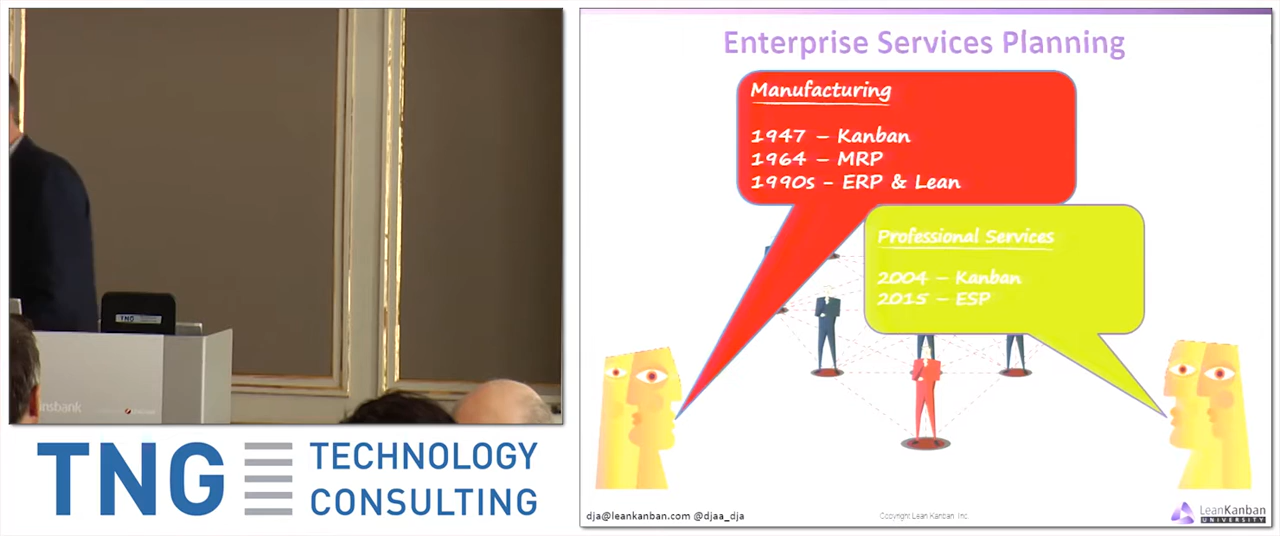 Enterprise Services Planning
Manufacturing
1947 – Kanban
1964 – MRP
1990s - ERP & Lean
Professional Services
2004 – Kanban
2015 – ESP
TNG
TNG TECHNOLOGY
CONSULTING
dja@leankanban.com @djaa_dja
Copyright Lean Kanban, Inc.
LeanKanban
UNIVERSITY